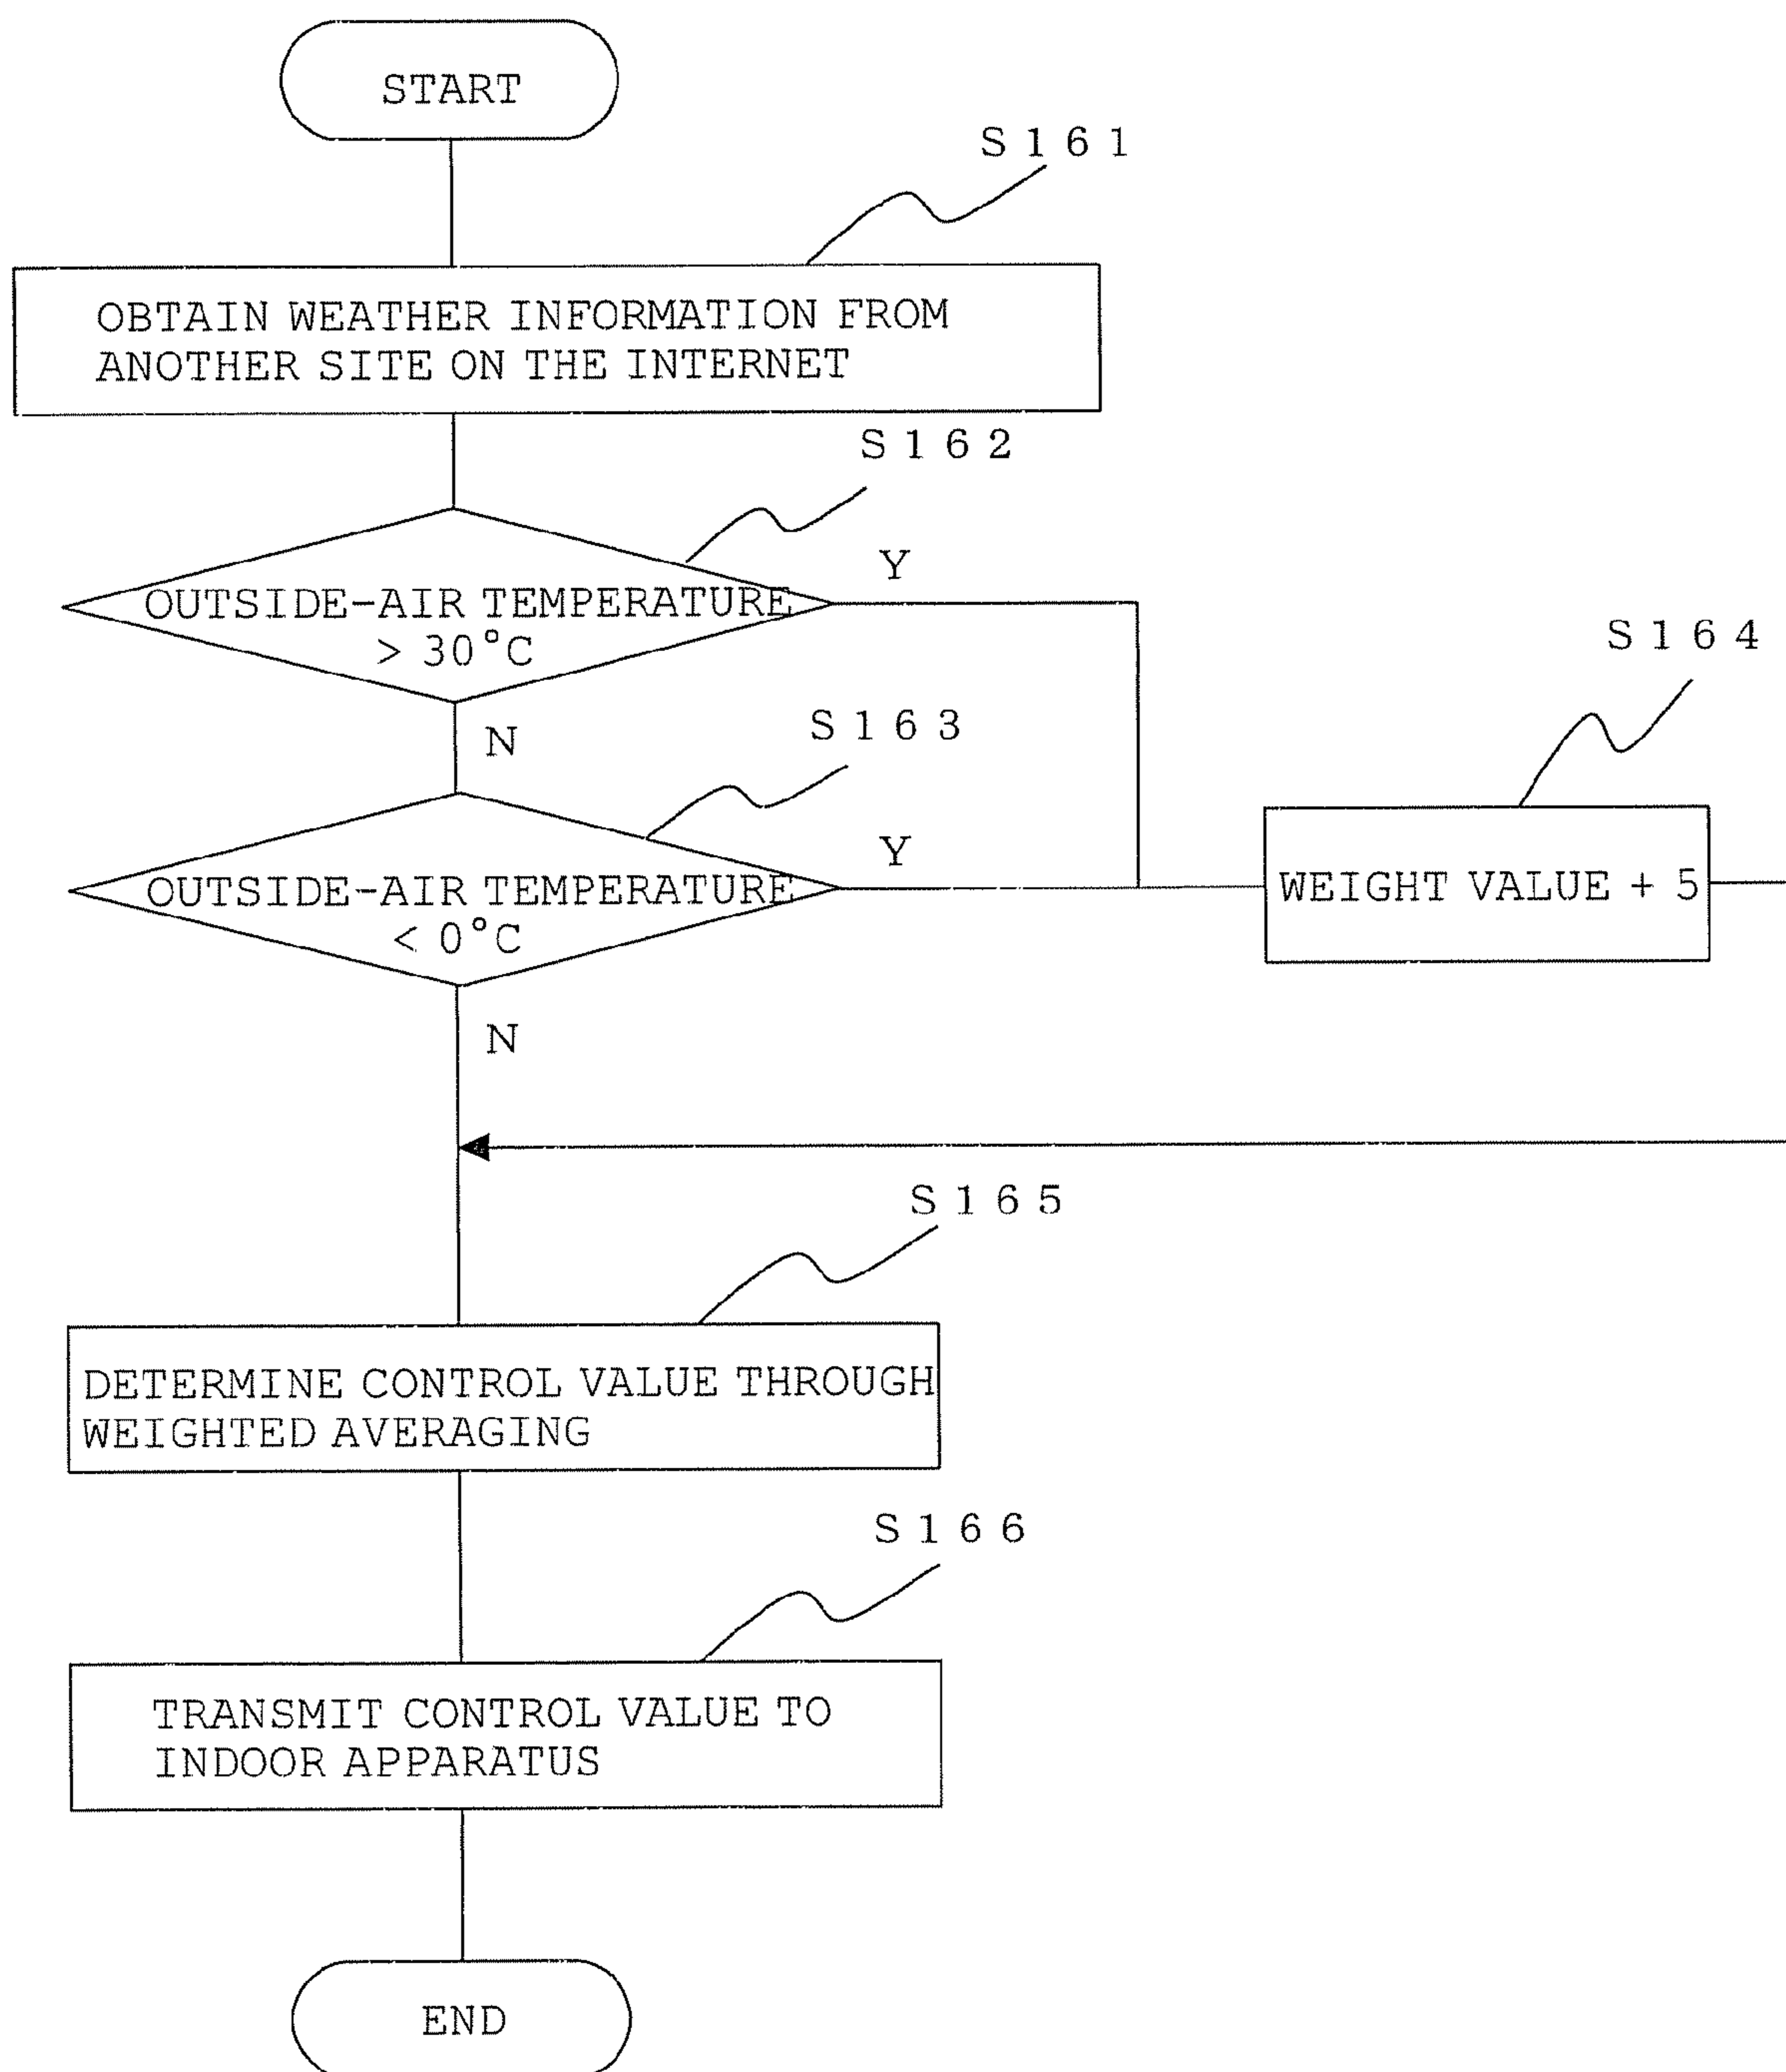 START
S161
OBTAIN WEATHER INFORMATION FROM
ANOTHER SITE ON THE INTERNET
S162
OUTSIDE-AIR TEMPERATURE
> 30°C
Y
N
S163
OUTSIDE-AIR TEMPERATURE
< 0°C
Y
S164
WEIGHT VALUE + 5
N
S165
DETERMINE CONTROL VALUE THROUGH
WEIGHTED AVERAGING
S166
TRANSMIT CONTROL VALUE TO
INDOOR APPARATUS
END